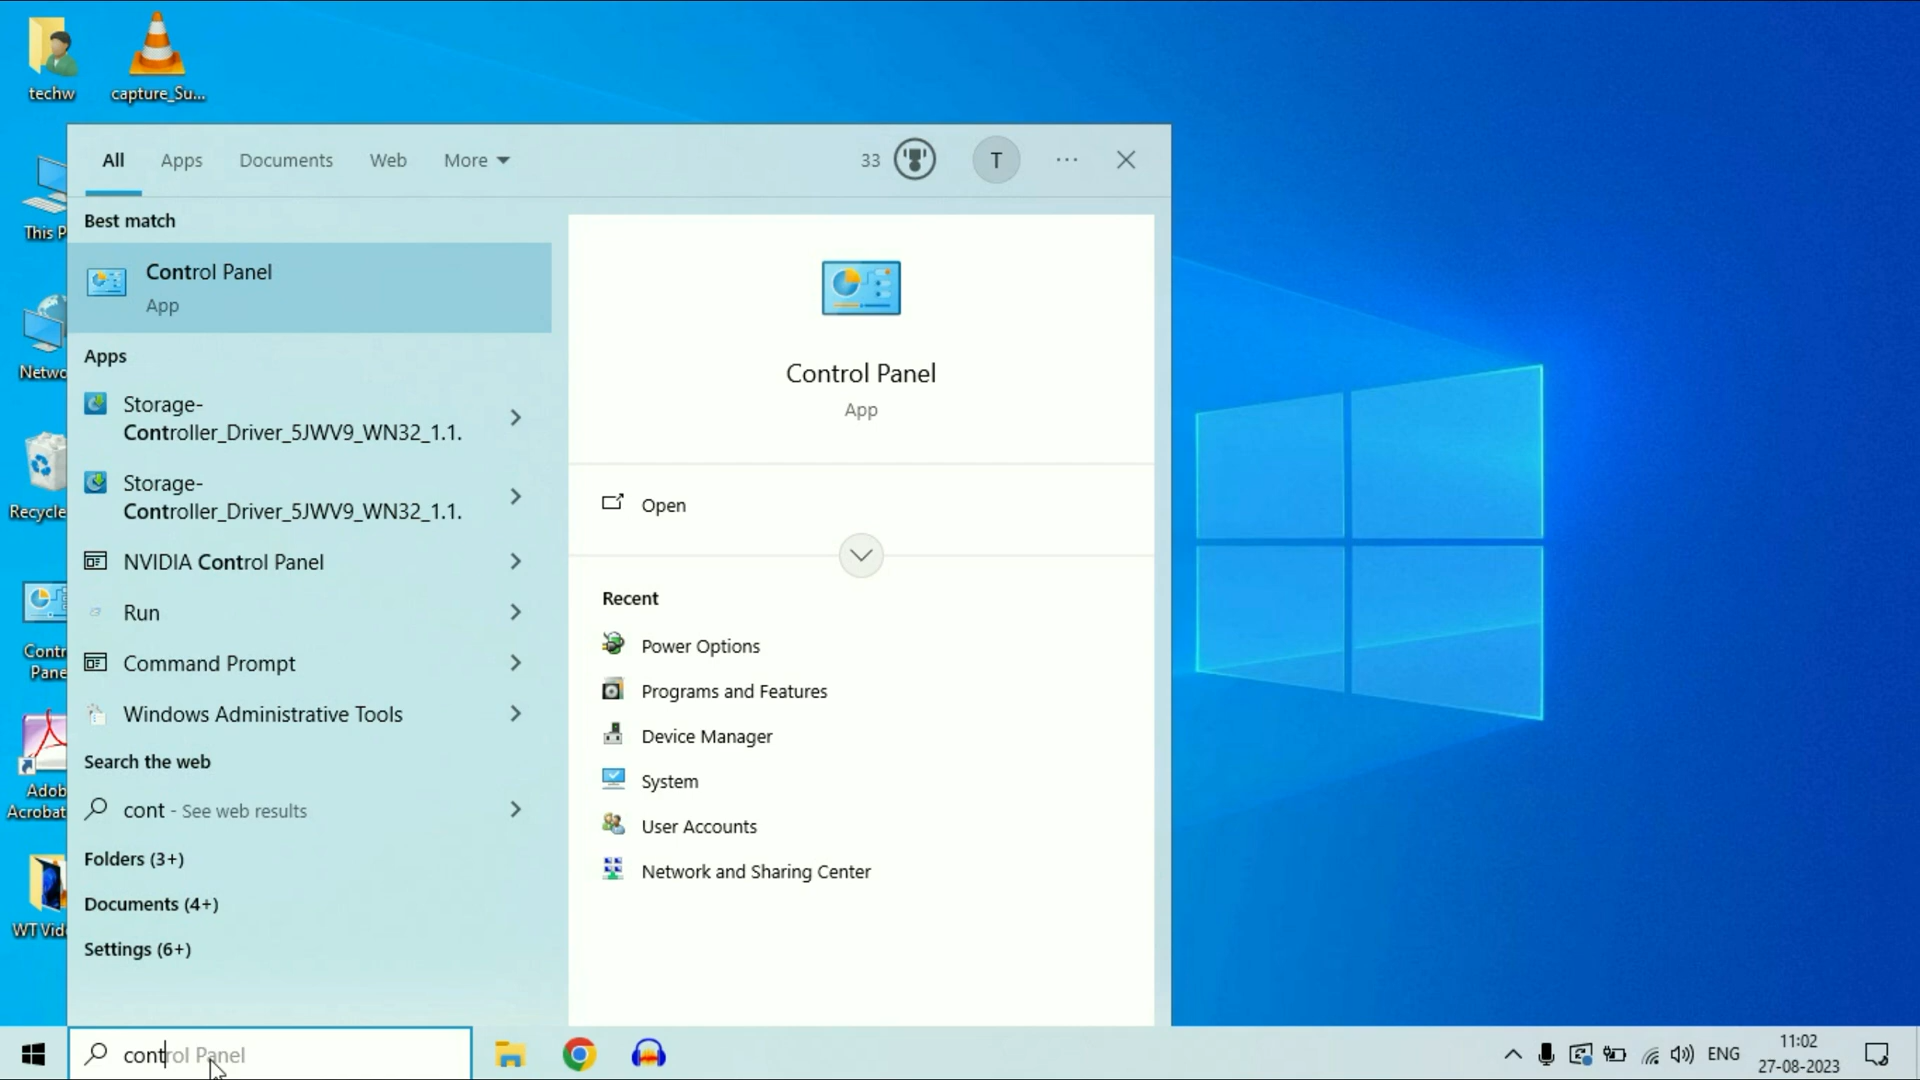 techw
capture_Su...
This P
Netwo
Recycle
Contr
Pane
Adob
Acrobat
WT Vid
All
Apps
Documents
Web
More
33
T
Best match
Control Panel
App
Apps
Storage-
Controller_Driver_5JWV9_WN32_1.1.
Storage-
Controller_Driver_5JWV9_WN32_1.1.
NVIDIA Control Panel
Run
Command Prompt
Windows Administrative Tools
Search the web
cont - See web results
Folders (3+)
Documents (4+)
Settings (6+)
Control Panel
App
Open
Recent
Power Options
Programs and Features
Device Manager
System
User Accounts
Network and Sharing Center
control Panel
ENG
11:02
27-08-2023